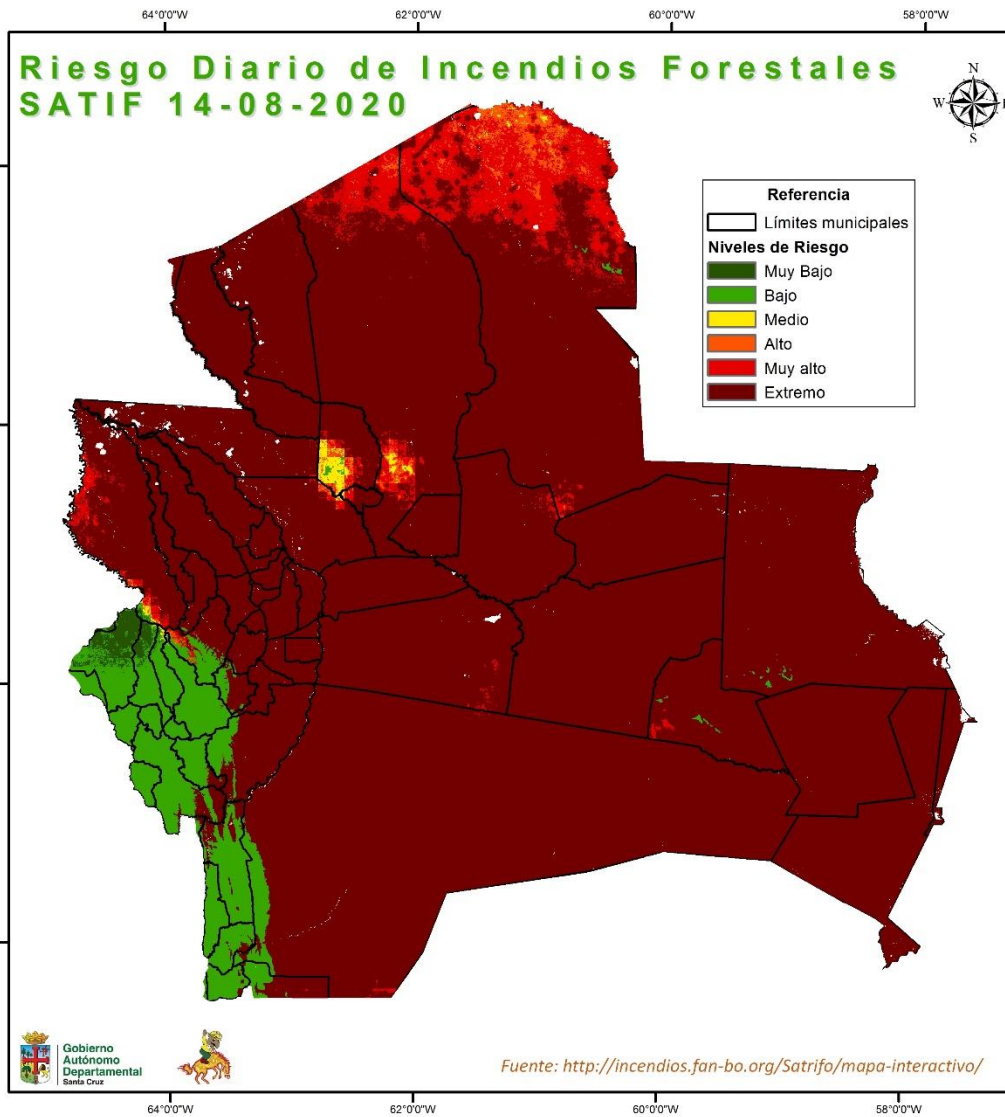 64°0'0"W 62°0'0"W 60°0'0"W 58°0'0"W
Riesgo Diario de Incendios Forestales
SATIF 14-08-2020
N
W E
S
Referencia
Límites municipales
Niveles de Riesgo
Muy Bajo
Bajo
Medio
Alto
Muy alto
Extremo
Gobierno
Autónomo
Departamental
Santa Cruz
Fuente: http://incendios.fan-bo.org/Satrifo/mapa-interactivo/
64°0'0"W 62°0'0"W 60°0'0"W 58°0'0"W